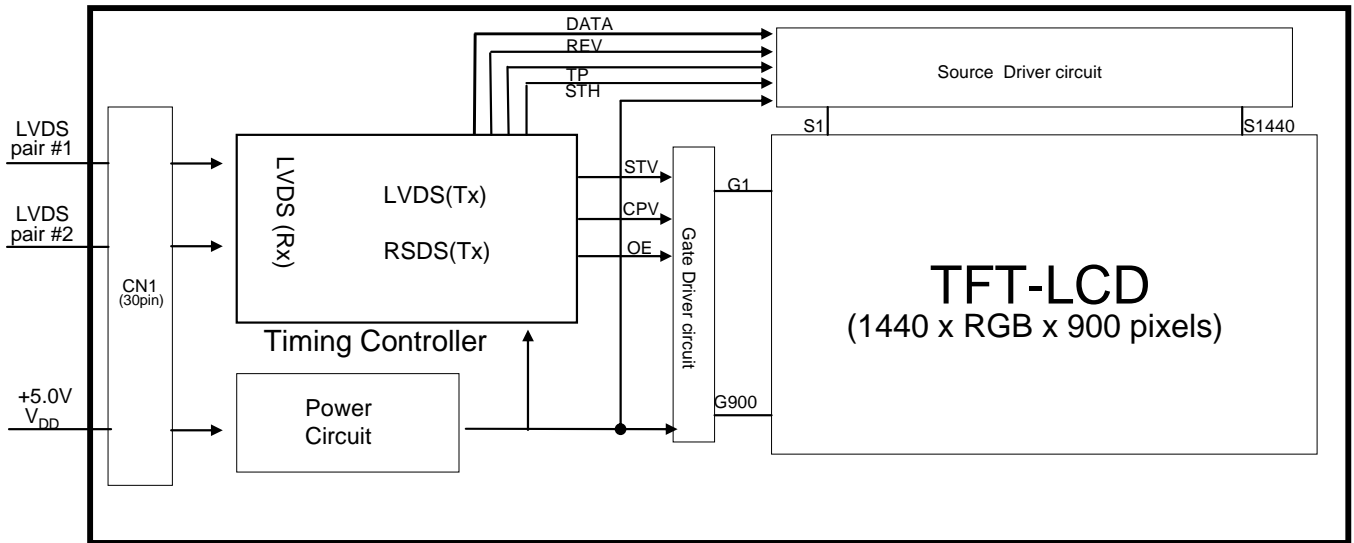 DATA
REV
TP
STH
Source Driver circuit
S1
S1440
LVDS
pair #1
LVDS
pair #2
CN1
(30pin)
+5.0V
VDD
LVDS (Rx)
LVDS(Tx)
RSDS(Tx)
Timing Controller
Power
Circuit
STV
CPV
OE
Gate Driver circuit
G1
G900
TFT-LCD
(1440 x RGB x 900 pixels)